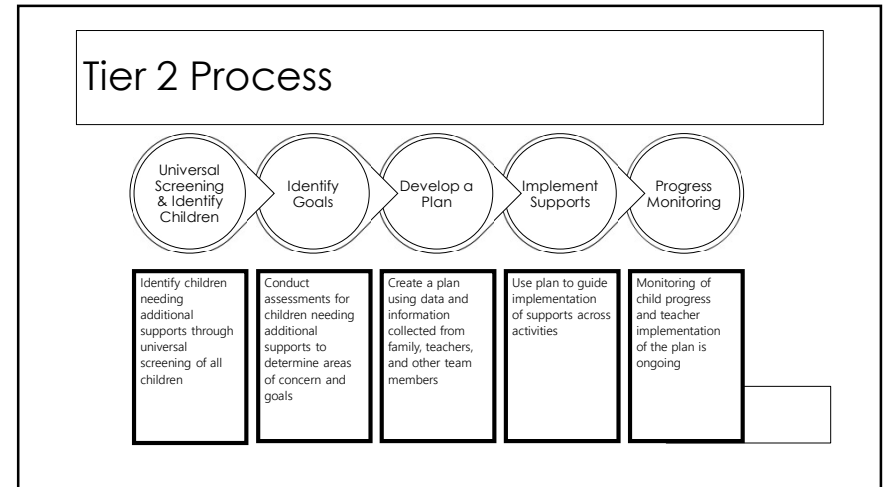 Tier 2 Process
Universal
Screening
& Identify
Children
Identify
Goals
Develop a
Plan
Implement
Supports
Progress
Monitoring
Identify children
needing
additional
supports through
universal
screening of all
children
Conduct
assessments for
children needing
additional
supports to
determine areas
of concern and
goals
Create a plan
using data and
information
collected from
family, teachers,
and other team
members
Use plan to guide
implementation
of supports across
activities
Monitoring of
child progress
and teacher
implementation
of the plan is
ongoing